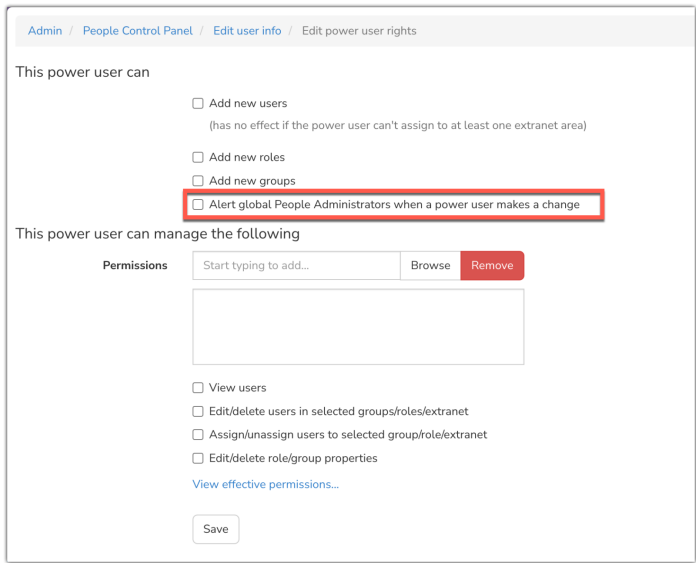 Admin / People Control Panel / Edit user info / Edit power user rights
This power user can
Add new users
(has no effect if the power user can't assign to at least one extranet area)
Add new roles
Add new groups
Alert global People Administrators when a power user makes a change
This power user can manage the following
Permissions Start typing to add... Browse Remove
View users
Edit/delete users in selected groups/roles/extranet
Assign/unassign users to selected group/role/extranet
Edit/delete role/group properties
View effective permissions...
Save